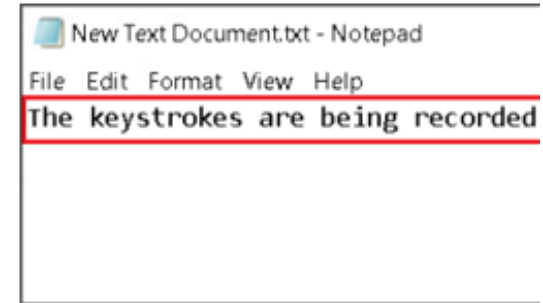 New Text Document.txt - Notepad
File Edit Format View Help
The keystrokes are being recorded